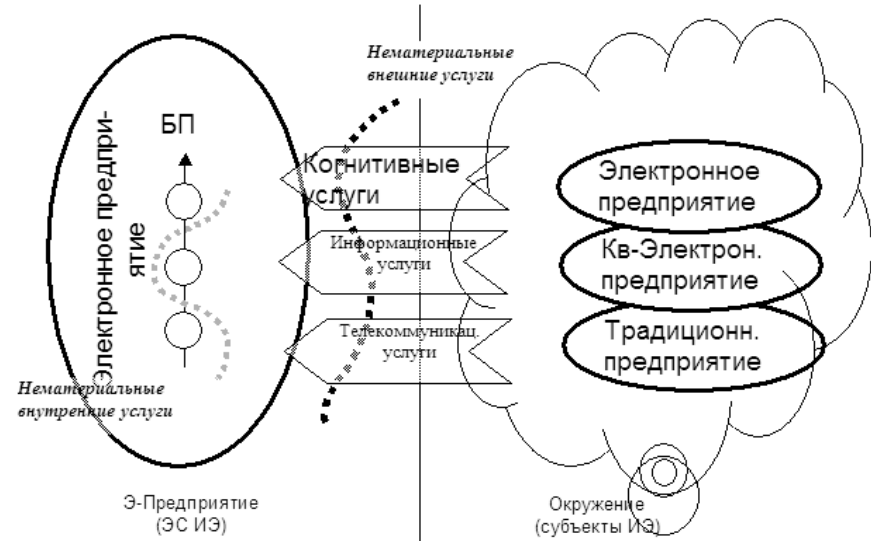 Нематериальные
внешние услуги
Электронное предпри-
ятие
БП
Когнитивные
услуги
Информационные
услуги
Телекоммуникац.
услуги
Электронное
предприятие
Кв-Электрон.
предприятие
Традиционн.
предприятие
Нематериальные
внутренние услуги
Э-Предприятие
(ЭС ИЭ)
Окружение
(субъекты ИЭ)